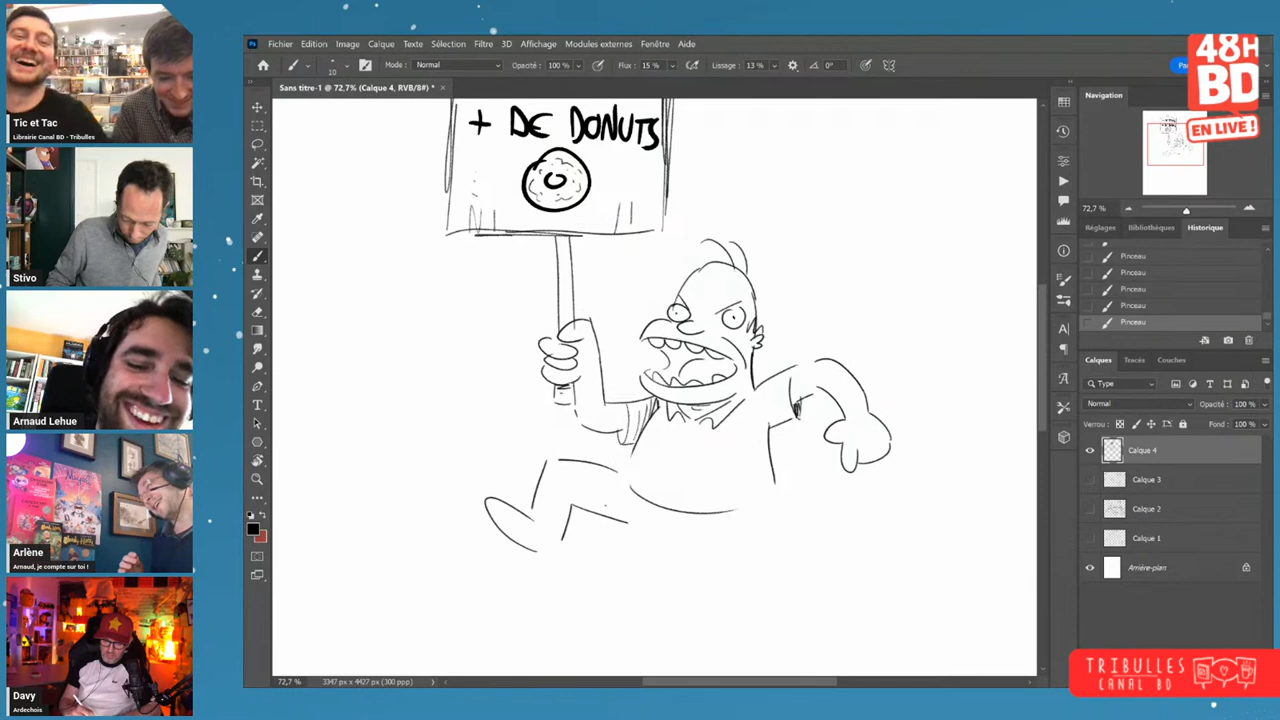 Tic et Tac
Librairie Canal BD - Tribulles
Stivo
Arnaud Lehue
Arlène
Arnaud, je compte sur toi !
Davy
Ardechois
Ps
Fichier Edition Image Calque Texte Sélection Filtre 3D Affichage Modules externes Fenêtre Aide
10
Mode : Normal
Opacité : 100 %
Flux : 15 %
Lissage : 13 %
0°
Sans titre-1 @ 72,7% (Calque 4, RVB/8#) *
+ DE DONUTS
72,7% 3347 px x 4427 px (300 ppp)
48H
BD
EN LIVE !
Navigation
72,7 %
Réglages Bibliothèques Historique
Pinceau
Pinceau
Pinceau
Pinceau
Pinceau
Calques Tracés Couches
Type
Normal
Opacité : 100 %
Verrou :
Fond : 100 %
Calque 4
Calque 3
Calque 2
Calque 1
Arrière-plan
TRIBULLES
CANAL BD